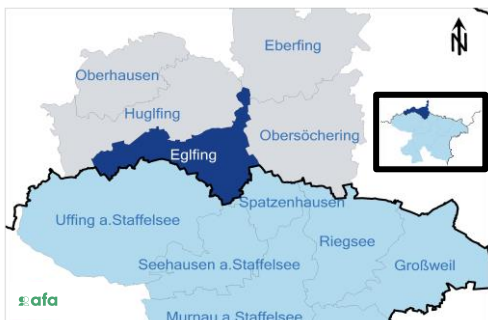 Eberfing
N
Oberhausen
Huglfing
Obersöchering
Eglfing
Spatzenhausen
Uffing a.Staffelsee
Riegsee
Seehausen a.Staffelsee
Großweil
afa
Murnau a Staffelsee